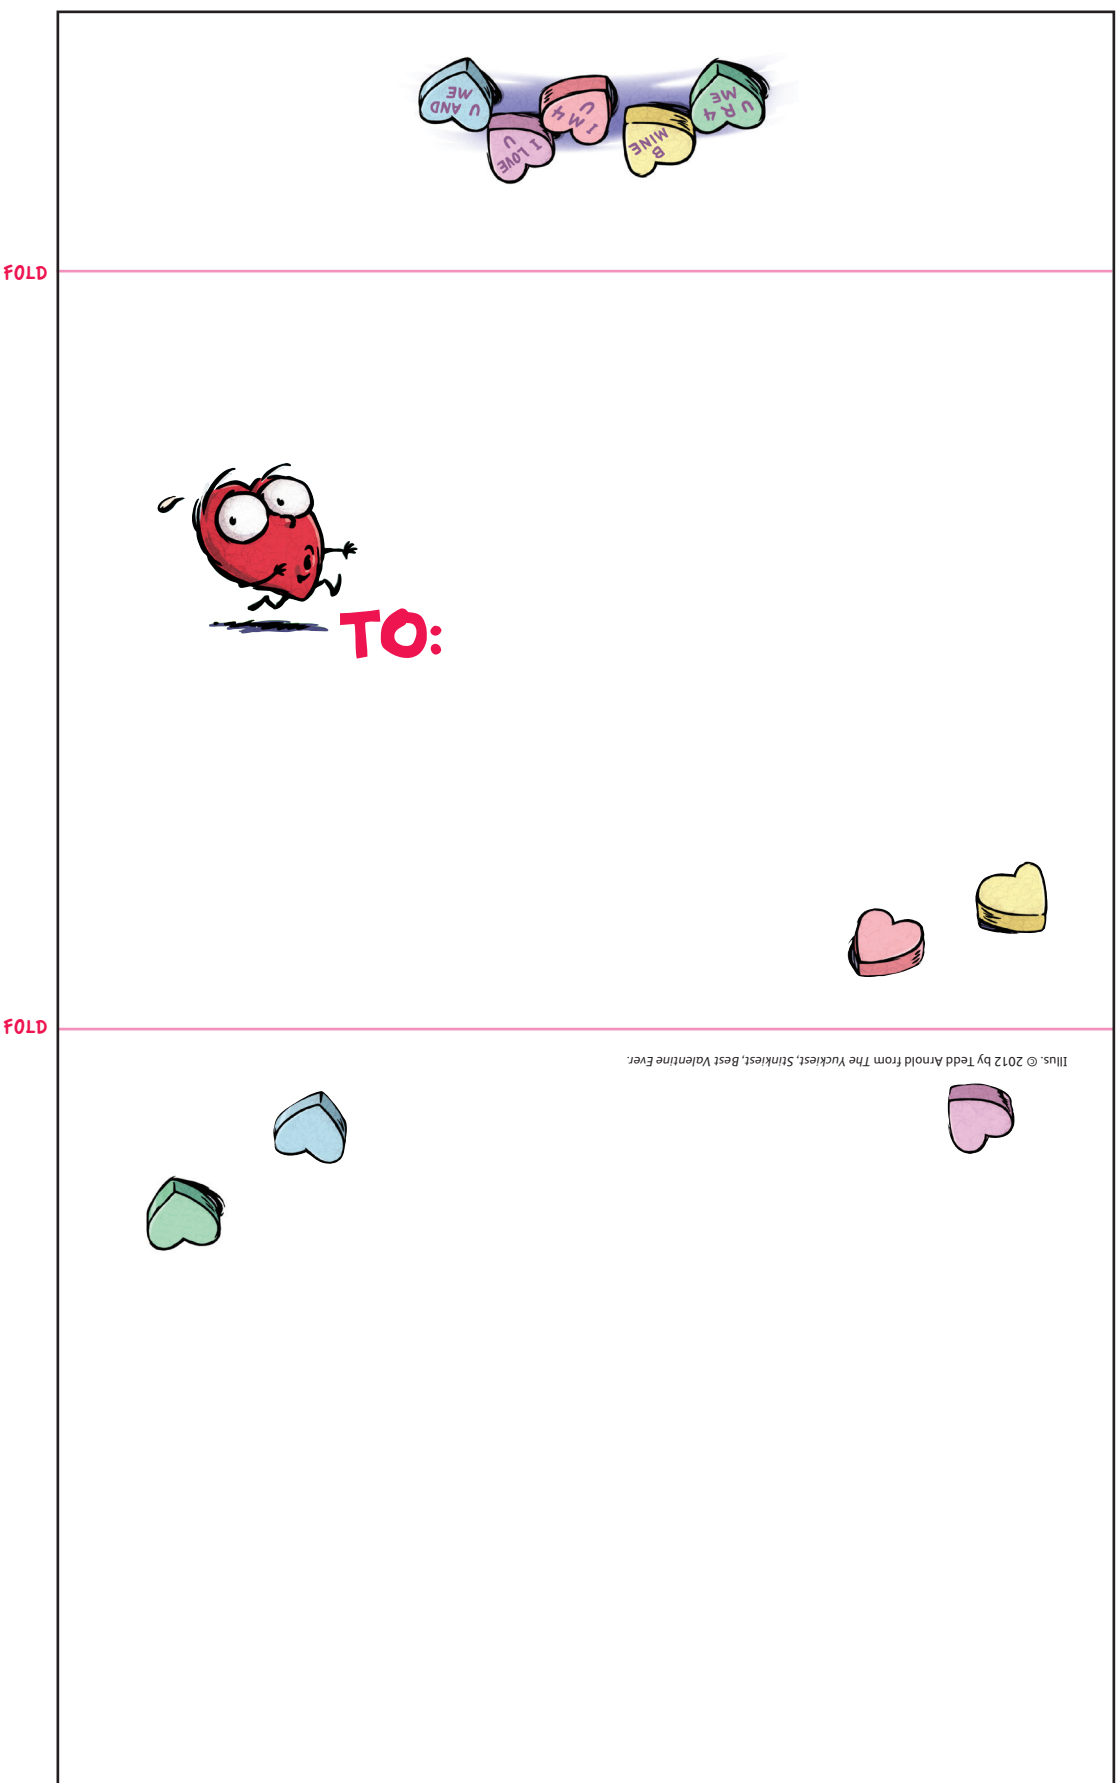 U AND
ME
I LOVE
U
I M 4
U
B
MINE
U R 4
ME
FOLD
TO:
FOLD
Illus. © 2012 by Tedd Arnold from The Yuckiest, Stinkiest, Best Valentine Ever.